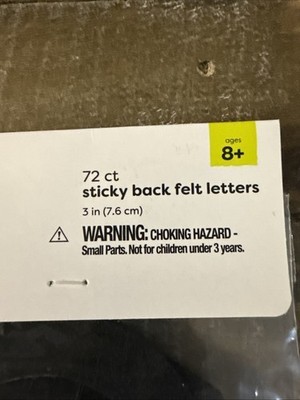 ages
8+
72 ct
sticky back felt letters
3 in (7.6 cm)
WARNING: CHOKING HAZARD -
Small Parts. Not for children under 3 years.